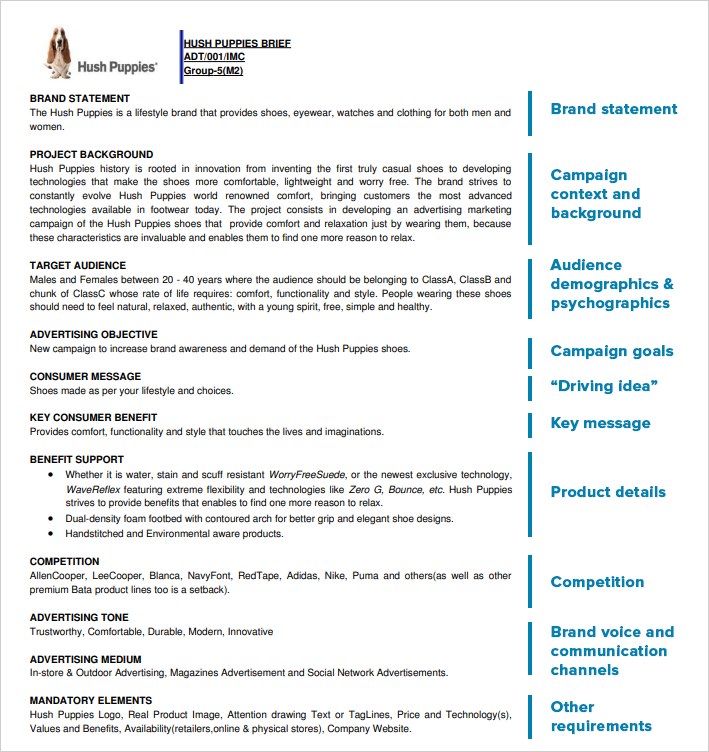 Hush Puppies®
HUSH PUPPIES BRIEF
ADT/001/IMC
Group-5(M2)
BRAND STATEMENT
The Hush Puppies is a lifestyle brand that provides shoes, eyewear, watches and clothing for both men and
women.
Brand statement
PROJECT BACKGROUND
Hush Puppies history is rooted in innovation from inventing the first truly casual shoes to developing
technologies that make the shoes more comfortable, lightweight and worry free. The brand strives to
constantly evolve Hush Puppies world renowned comfort, bringing customers the most advanced
technologies available in footwear today. The project consists in developing an advertising marketing
campaign of the Hush Puppies shoes that provide comfort and relaxation just by wearing them, because
these characteristics are invaluable and enables them to find one more reason to relax.
Campaign
context and
background
TARGET AUDIENCE
Males and Females between 20 - 40 years where the audience should be belonging to ClassA, ClassB and
chunk of ClassC whose rate of life requires: comfort, functionality and style. People wearing these shoes
should need to feel natural, relaxed, authentic, with a young spirit, free, simple and healthy.
Audience
demographics &
psychographics
ADVERTISING OBJECTIVE
New campaign to increase brand awareness and demand of the Hush Puppies shoes.
Campaign goals
CONSUMER MESSAGE
Shoes made as per your lifestyle and choices.
“Driving idea”
KEY CONSUMER BENEFIT
Provides comfort, functionality and style that touches the lives and imaginations.
Key message
BENEFIT SUPPORT
• Whether it is water, stain and scuff resistant WorryFreeSuede, or the newest exclusive technology,
WaveReflex featuring extreme flexibility and technologies like Zero G, Bounce, etc. Hush Puppies
strives to provide benefits that enables to find one more reason to relax.
• Dual-density foam footbed with contoured arch for better grip and elegant shoe designs.
• Handstitched and Environmental aware products.
Product details
COMPETITION
AllenCooper, LeeCooper, Blanca, NavyFont, RedTape, Adidas, Nike, Puma and others(as well as other
premium Bata product lines too is a setback).
Competition
ADVERTISING TONE
Trustworthy, Comfortable, Durable, Modern, Innovative
ADVERTISING MEDIUM
In-store & Outdoor Advertising, Magazines Advertisement and Social Network Advertisements.
Brand voice and
communication
channels
MANDATORY ELEMENTS
Hush Puppies Logo, Real Product Image, Attention drawing Text or TagLines, Price and Technology(s),
Values and Benefits, Availability(retailers,online & physical stores), Company Website.
Other
requirements